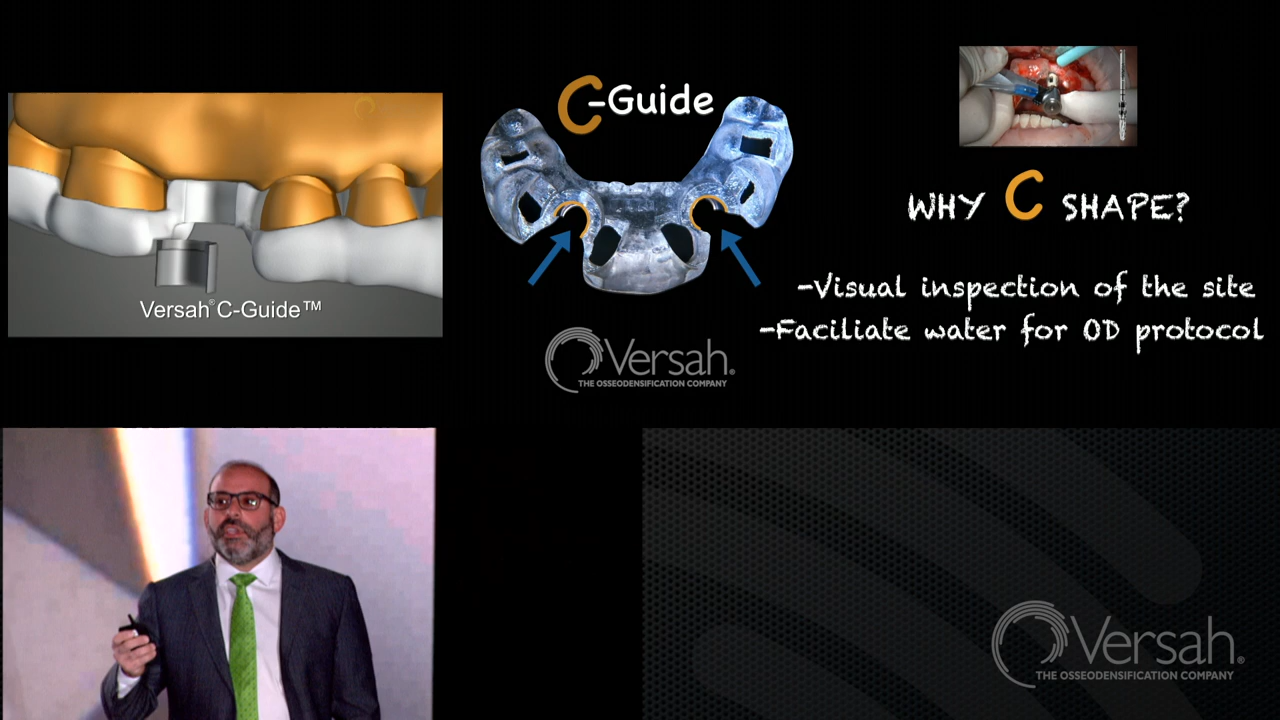 C-Guide
WHY C SHAPE?
-Visual inspection of the site
-Faciliate water for OD protocol
Versah® C-Guide™
Versah®
THE OSSEODENSIFICATION COMPANY
Versah®
THE OSSEODENSIFICATION COMPANY